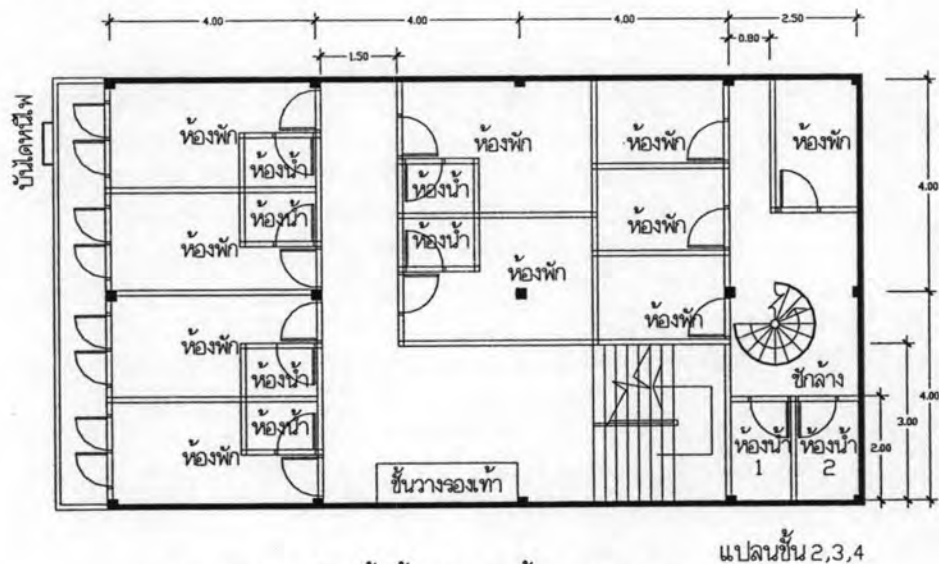 4.00
4.00
4.00
2.50
1.50
0.80
บันไดหนีไฟ
ห้องพัก
ห้องน้ำ
ห้องน้ำ
ห้องพัก
ห้องพัก
ห้องน้ำ
ห้องน้ำ
ห้องพัก
ห้องพัก
ห้องน้ำ
ห้องน้ำ
ห้องพัก
ห้องพัก
ห้องพัก
ห้องพัก
ห้องพัก
ซักล้าง
ห้องน้ำ
1
ห้องน้ำ
2
ชั้นวางรองเท้า
4.00
4.00
3.00
2.00
แปลนชั้น 2,3,4